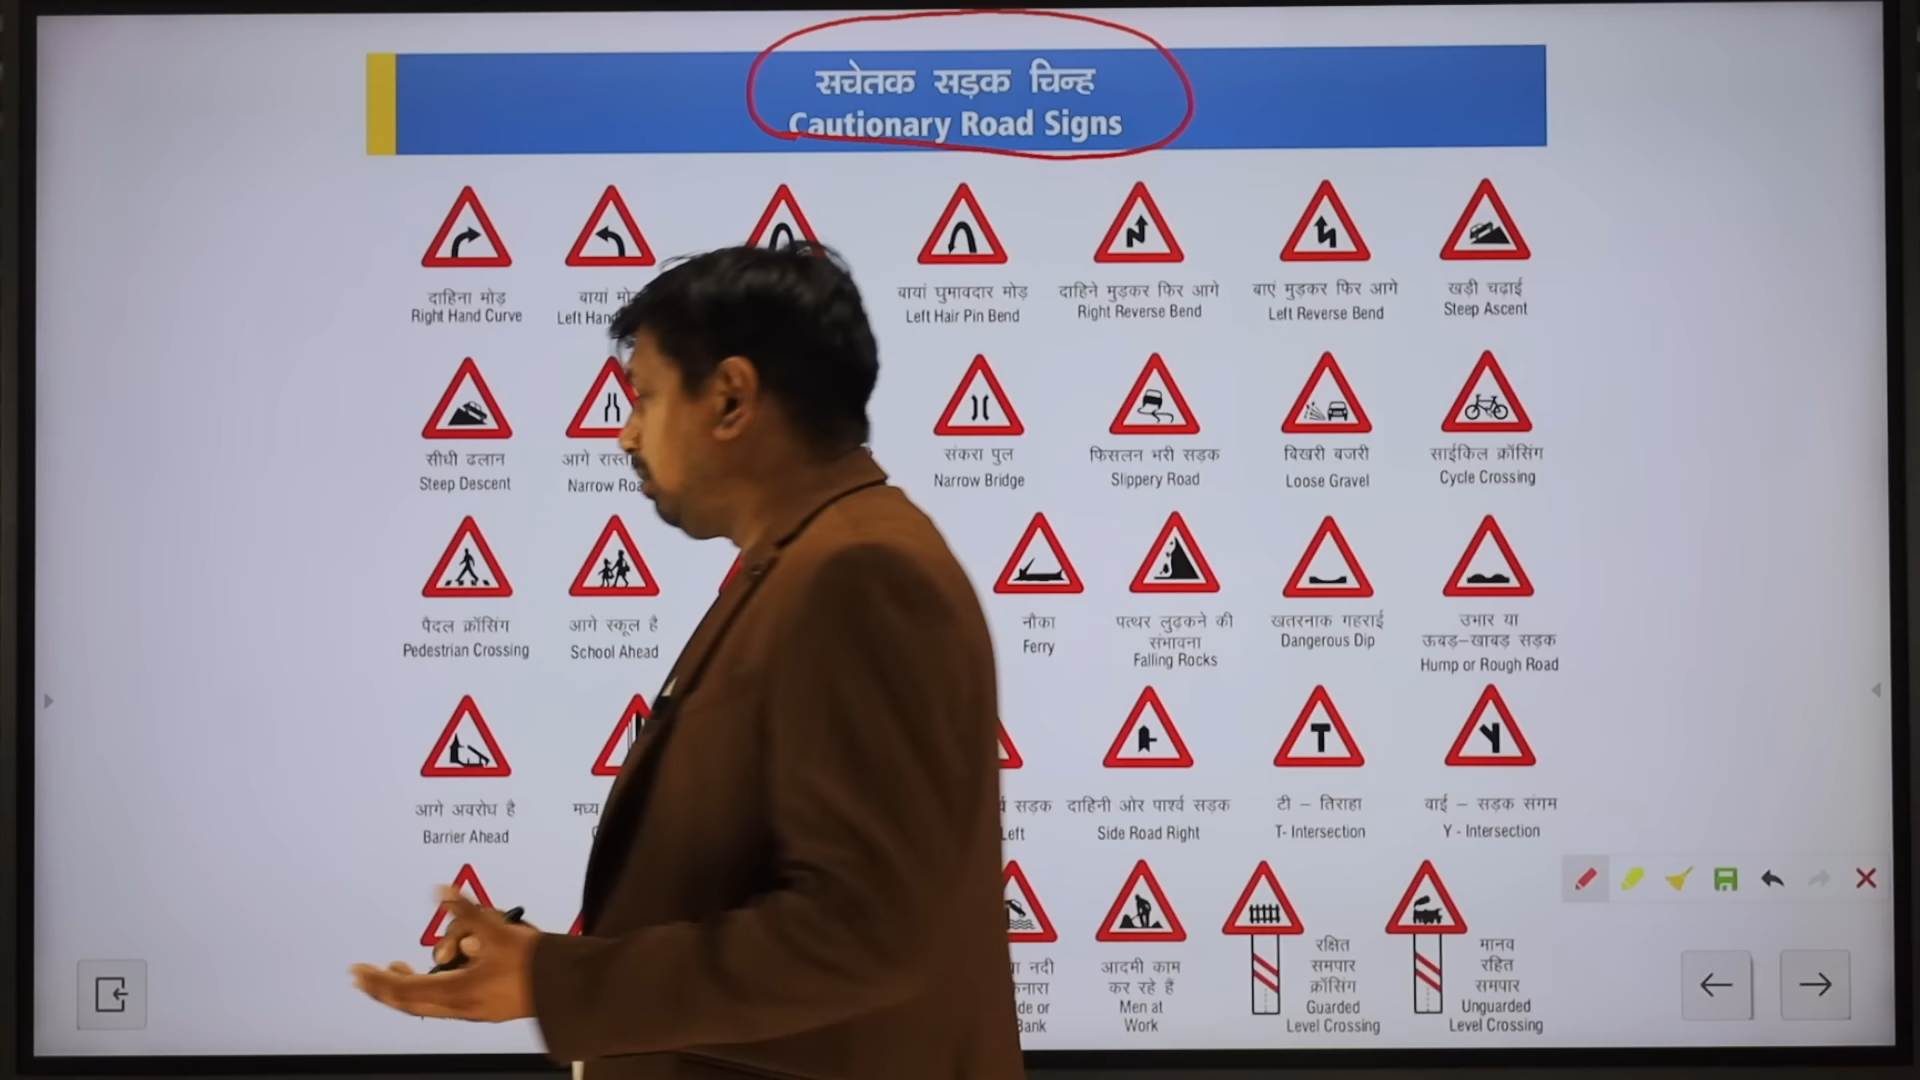 सचेतक सड़क चिन्ह
Cautionary Road Signs
दाहिना मोड़
Right Hand Curve
बायां
Left
बायां घुमावदार मोड़
Left Hair Pin Bend
दाहिने मुड़कर फिर आगे
Right Reverse Bend
बाएं मुड़कर फिर आगे
Left Reverse Bend
खड़ी चढ़ाई
Steep Ascent
सीधी ढलान
Steep Descent
आगे
Narrow
संकरा पुल
Narrow Bridge
फिसलन भरी सड़क
Slippery Road
बिखरी बजरी
Loose Gravel
साईकिल क्रॉसिंग
Cycle Crossing
पैदल क्रॉसिंग
Pedestrian Crossing
आगे स्कूल है
School Ahead
नौका
Ferry
पत्थर लुढ़कने की
संभावना
Falling Rocks
खतरनाक गहराई
Dangerous Dip
उभार या
ऊबड़-खाबड़ सड़क
Hump or Rough Road
आगे अवरोध है
Barrier Ahead
मध्य
सड़क
Left
दाहिनी ओर पार्श्व सड़क
Side Road Right
टी – तिराहा
T- Intersection
वाई – सड़क संगम
Y - Intersection
नदी
or
Bank
आदमी काम
कर रहे हैं
Men at
Work
रक्षित
समपार
क्रॉसिंग
Guarded
Level Crossing
मानव
रहित
समपार
Unguarded
Level Crossing